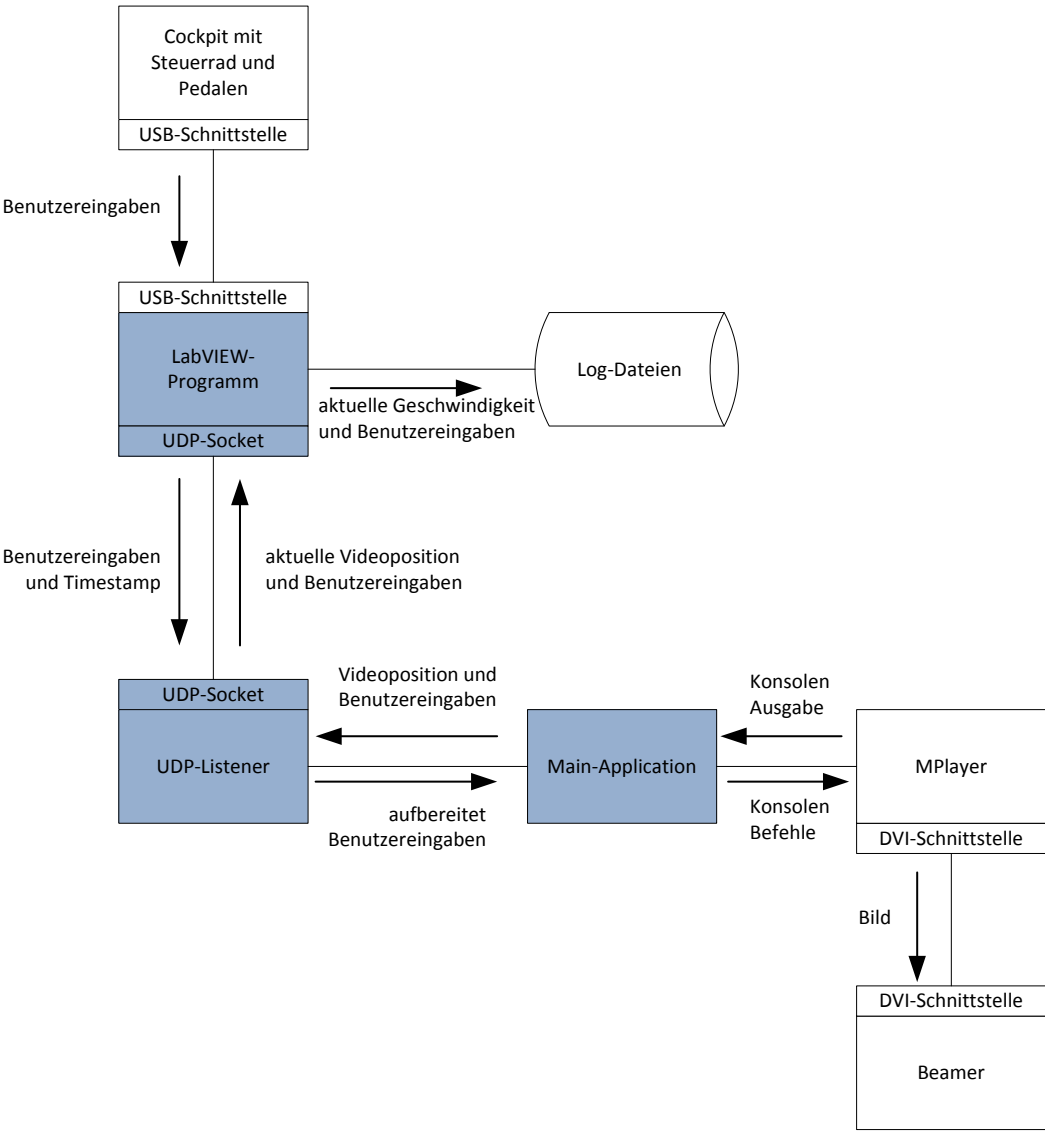 Cockpit mit
Steuerrad und
Pedalen
USB-Schnittstelle
Benutzereingaben
USB-Schnittstelle
LabVIEW-
Programm
UDP-Socket
aktuelle Geschwindigkeit
und Benutzereingaben
Log-Dateien
Benutzereingaben
und Timestamp
aktuelle Videoposition
und Benutzereingaben
UDP-Socket
UDP-Listener
Videoposition und
Benutzereingaben
aufbereitet
Benutzereingaben
Main-Application
Konsolen
Ausgabe
Konsolen
Befehle
MPlayer
DVI-Schnittstelle
Bild
DVI-Schnittstelle
Beamer